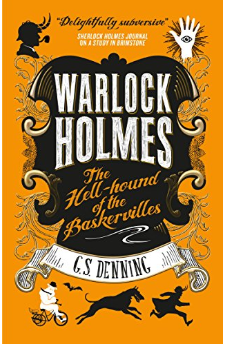 "Delightfully subversive"
SHERLOCK HOLMES JOURNAL
ON A STUDY IN BRIMSTONE
WARLOCK
HOLMES
The
Hell-hound
of the
Baskervilles
G.S. DENNING